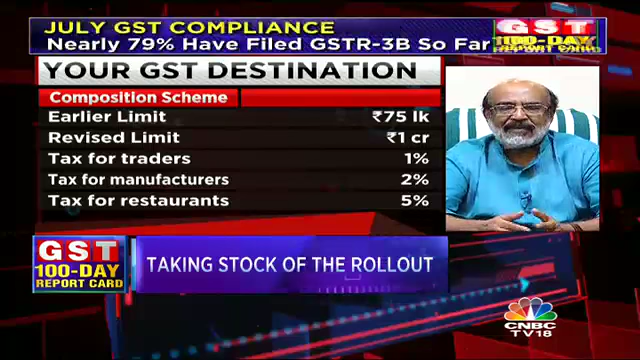 JULY GST COMPLIANCE
Nearly 79% Have Filed GSTR-3B So Far
GST
100-DAY
REPORT CARD
YOUR GST DESTINATION
Composition Scheme
Earlier Limit ₹75 lk
Revised Limit ₹1 cr
Tax for traders 1%
Tax for manufacturers 2%
Tax for restaurants 5%
GST
100-DAY
REPORT CARD
TAKING STOCK OF THE ROLLOUT
CNBC
TV18